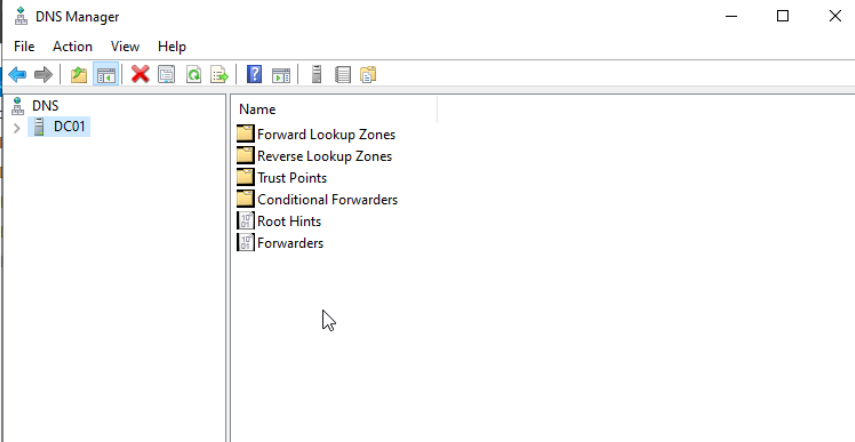 DNS Manager
File Action View Help
DNS
DC01
Name
Forward Lookup Zones
Reverse Lookup Zones
Trust Points
Conditional Forwarders
Root Hints
Forwarders